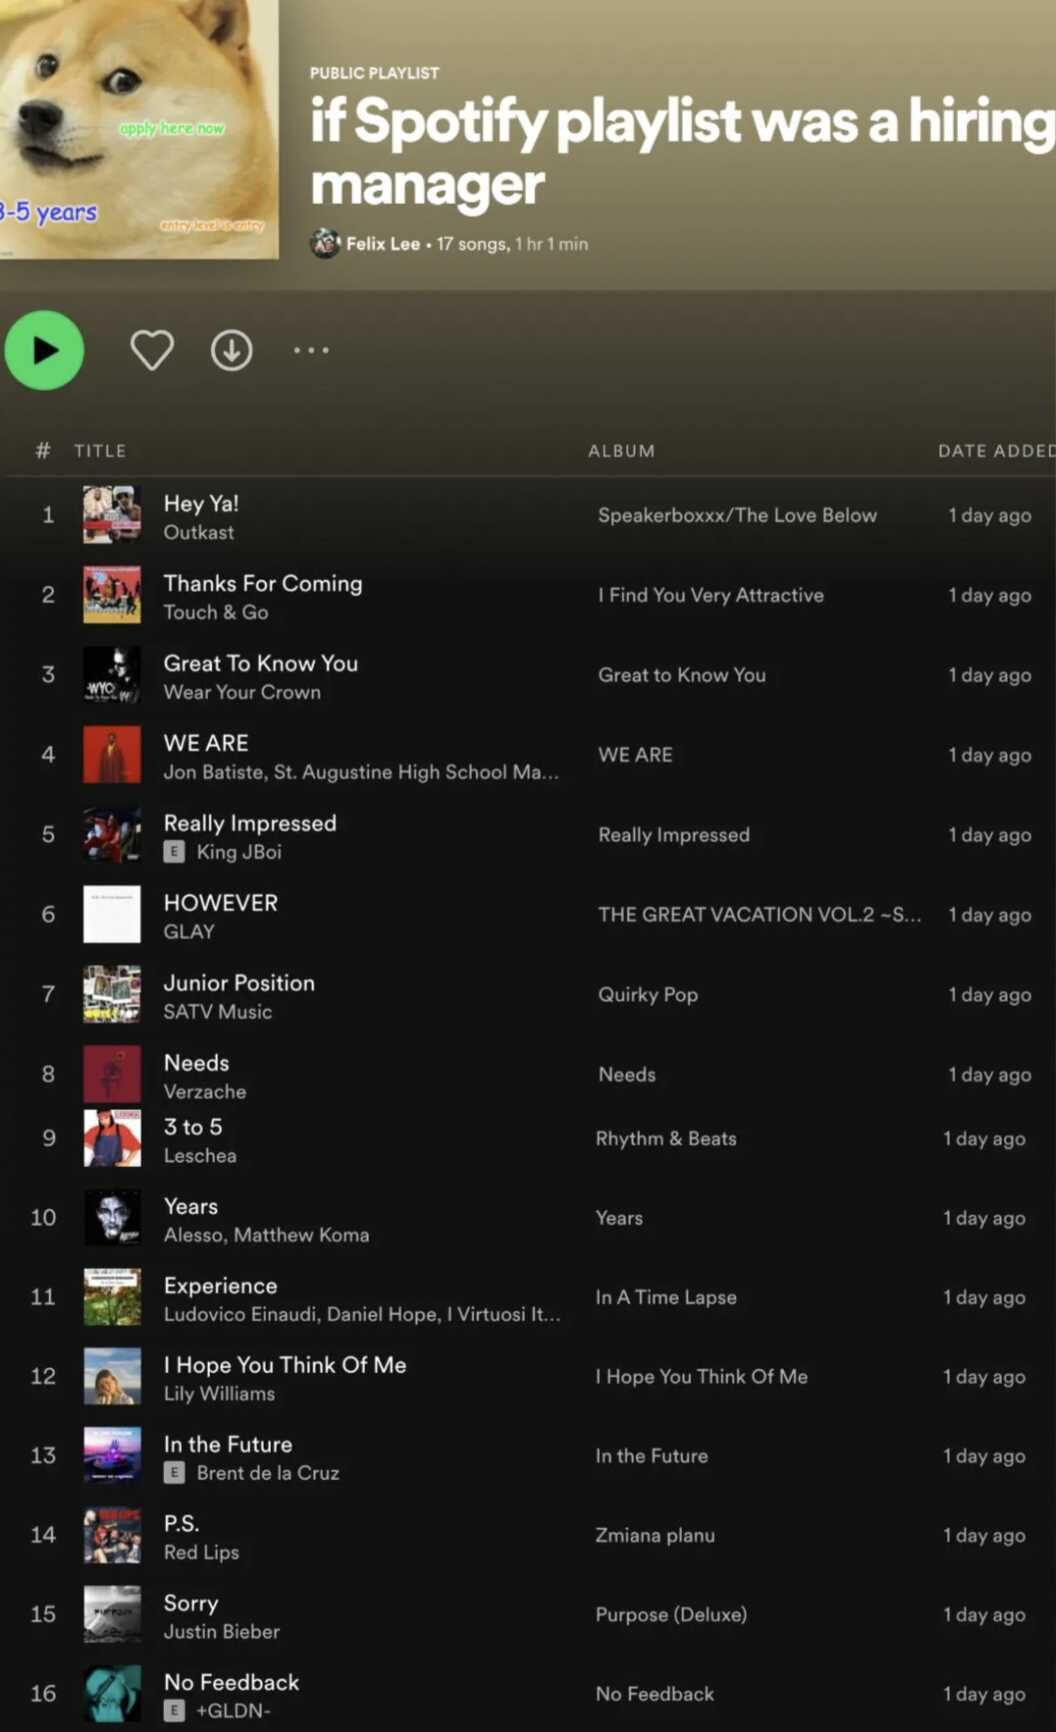 apply here now
3-5 years
entry level is entry
PUBLIC PLAYLIST
if Spotify playlist was a hiring
manager
Felix Lee • 17 songs, 1 hr 1 min
# TITLE ALBUM DATE ADDED
1 Hey Ya! Speakerboxxx/The Love Below 1 day ago
Outkast
2 Thanks For Coming I Find You Very Attractive 1 day ago
Touch & Go
3 Great To Know You Great to Know You 1 day ago
Wear Your Crown
4 WE ARE WE ARE 1 day ago
Jon Batiste, St. Augustine High School Ma...
5 Really Impressed Really Impressed 1 day ago
E King JBoi
6 HOWEVER THE GREAT VACATION VOL.2 ~S... 1 day ago
GLAY
7 Junior Position Quirky Pop 1 day ago
SATV Music
8 Needs Needs 1 day ago
Verzache
9 3 to 5 Rhythm & Beats 1 day ago
Leschea
10 Years Years 1 day ago
Alesso, Matthew Koma
11 Experience In A Time Lapse 1 day ago
Ludovico Einaudi, Daniel Hope, I Virtuosi It...
12 I Hope You Think Of Me I Hope You Think Of Me 1 day ago
Lily Williams
13 In the Future In the Future 1 day ago
E Brent de la Cruz
14 P.S. Zmiana planu 1 day ago
Red Lips
15 Sorry Purpose (Deluxe) 1 day ago
Justin Bieber
16 No Feedback No Feedback 1 day ago
E +GLDN-